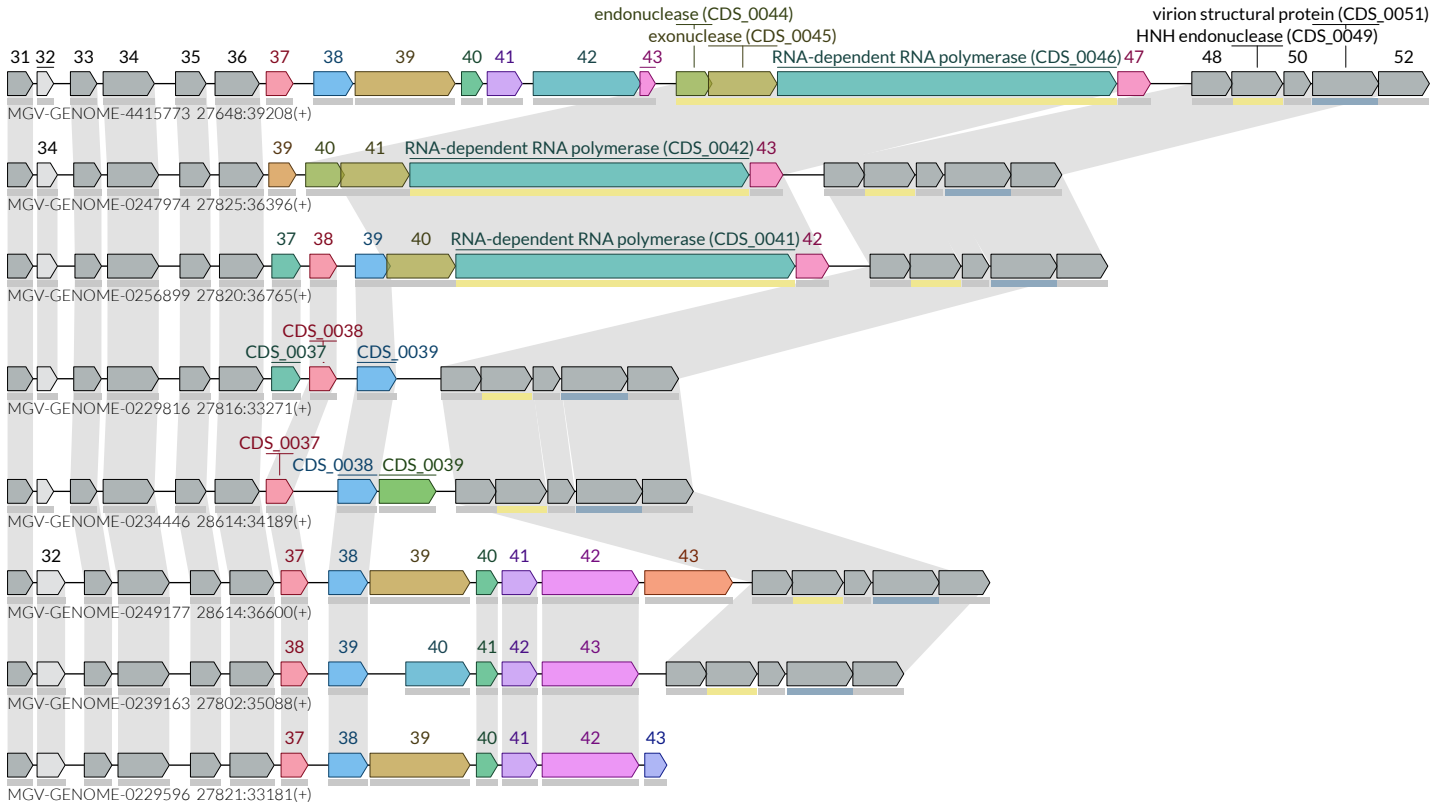 endonuclease (CDS_0044) virion structural protein (CDS_0051)
exonuclease (CDS_0045) HNH endonuclease (CDS_0049)
31 32 33 34 35 36 37 38 39 40 41 42 43 RNA-dependent RNA polymerase (CDS_0046) 47 48 50 52
MGV-GENOME-4415773 27648:39208(+)
34 39 40 41 RNA-dependent RNA polymerase (CDS_0042) 43
MGV-GENOME-0247974 27825:36396(+)
37 38 39 40 RNA-dependent RNA polymerase (CDS_0041) 42
MGV-GENOME-0256899 27820:36765(+)
CDS_0038
CDS_0037 CDS_0039
MGV-GENOME-0229816 27816:33271(+)
CDS_0037
CDS_0038 CDS_0039
MGV-GENOME-0234446 28614:34189(+)
32 37 38 39 40 41 42 43
MGV-GENOME-0249177 28614:36600(+)
38 39 40 41 42 43
MGV-GENOME-0239163 27802:35088(+)
37 38 39 40 41 42 43
MGV-GENOME-0229596 27821:33181(+)